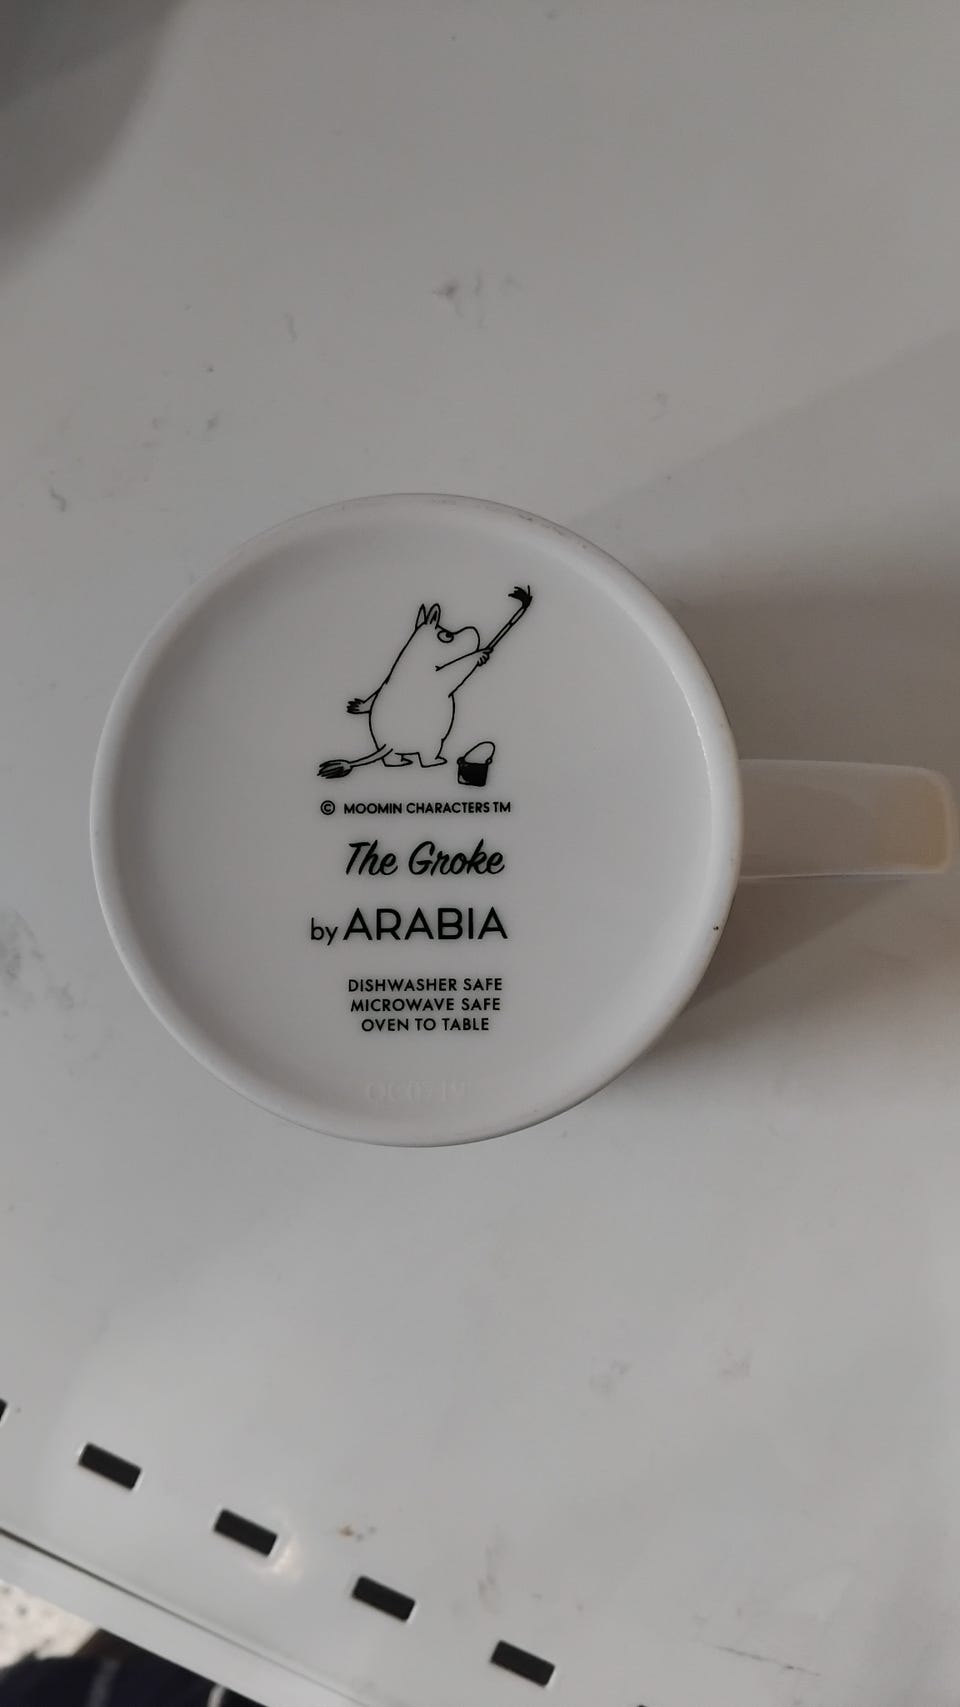 © MOOMIN CHARACTERS TM
The Groke
by ARABIA
DISHWASHER SAFE
MICROWAVE SAFE
OVEN TO TABLE